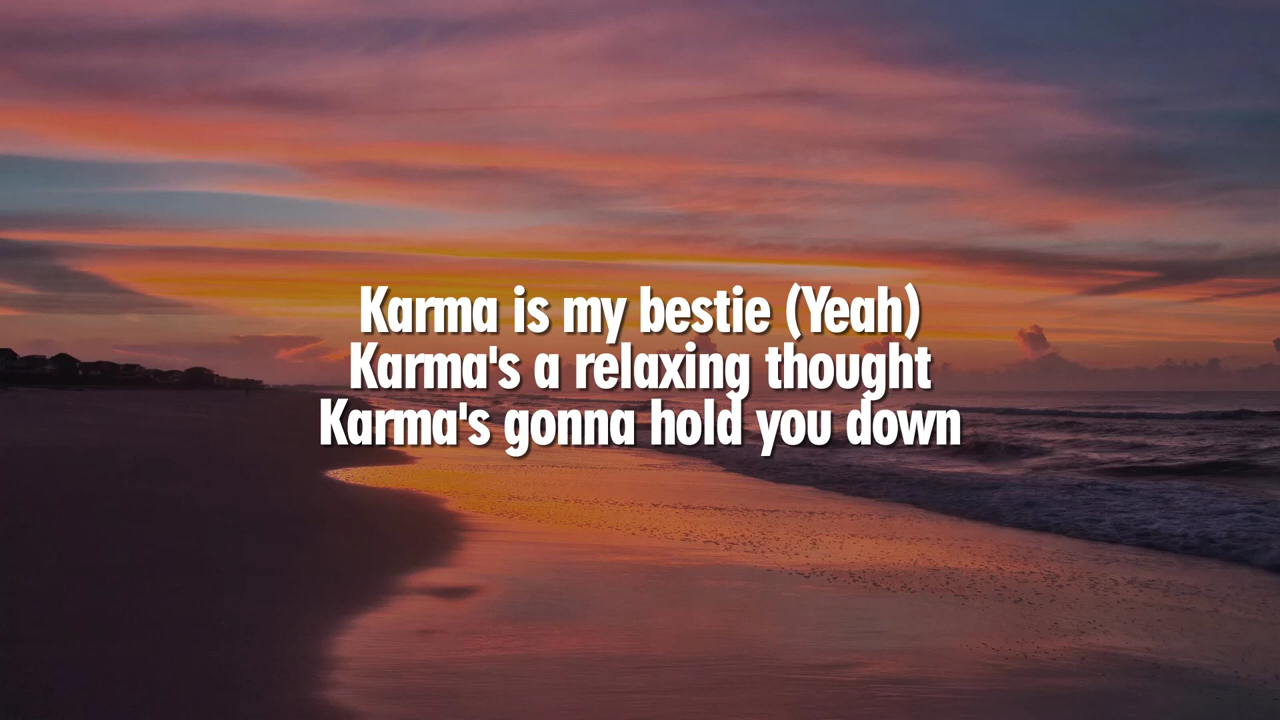 Karma is my bestie (Yeah)
Karma's a relaxing thought
Karma's gonna hold you down